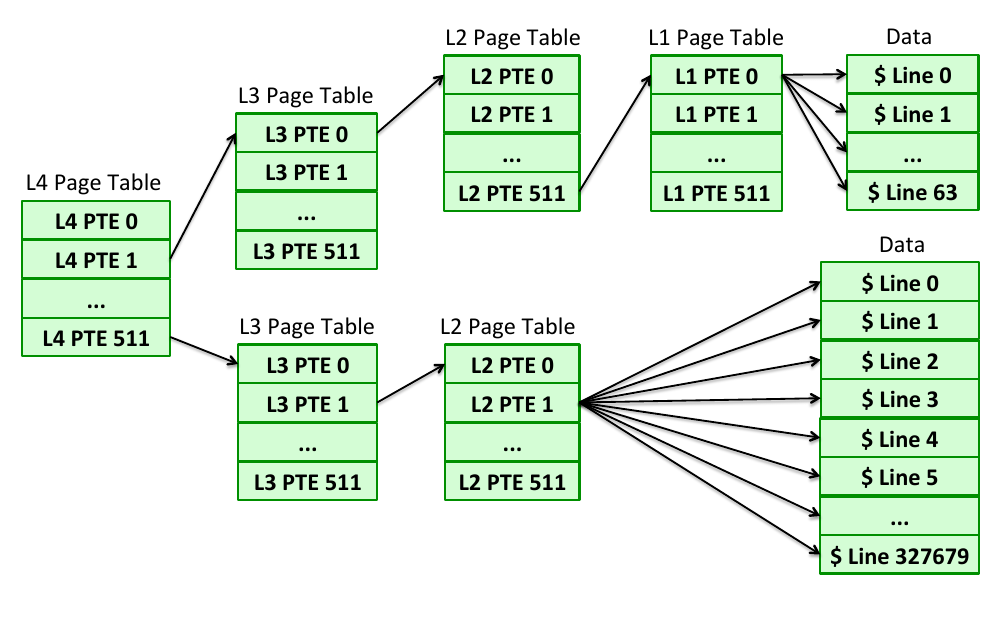 L4 Page Table
L4 PTE 0
L4 PTE 1
...
L4 PTE 511
L3 Page Table
L3 PTE 0
L3 PTE 1
...
L3 PTE 511
L2 Page Table
L2 PTE 0
L2 PTE 1
...
L2 PTE 511
L1 Page Table
L1 PTE 0
L1 PTE 1
...
L1 PTE 511
Data
$ Line 0
$ Line 1
...
$ Line 63
L3 Page Table
L3 PTE 0
L3 PTE 1
...
L3 PTE 511
L2 Page Table
L2 PTE 0
L2 PTE 1
...
L2 PTE 511
Data
$ Line 0
$ Line 1
$ Line 2
$ Line 3
$ Line 4
$ Line 5
...
$ Line 327679